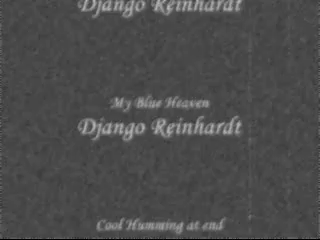 Django Reinhardt
My Blue Heaven
Django Reinhardt
Cool Humming at end